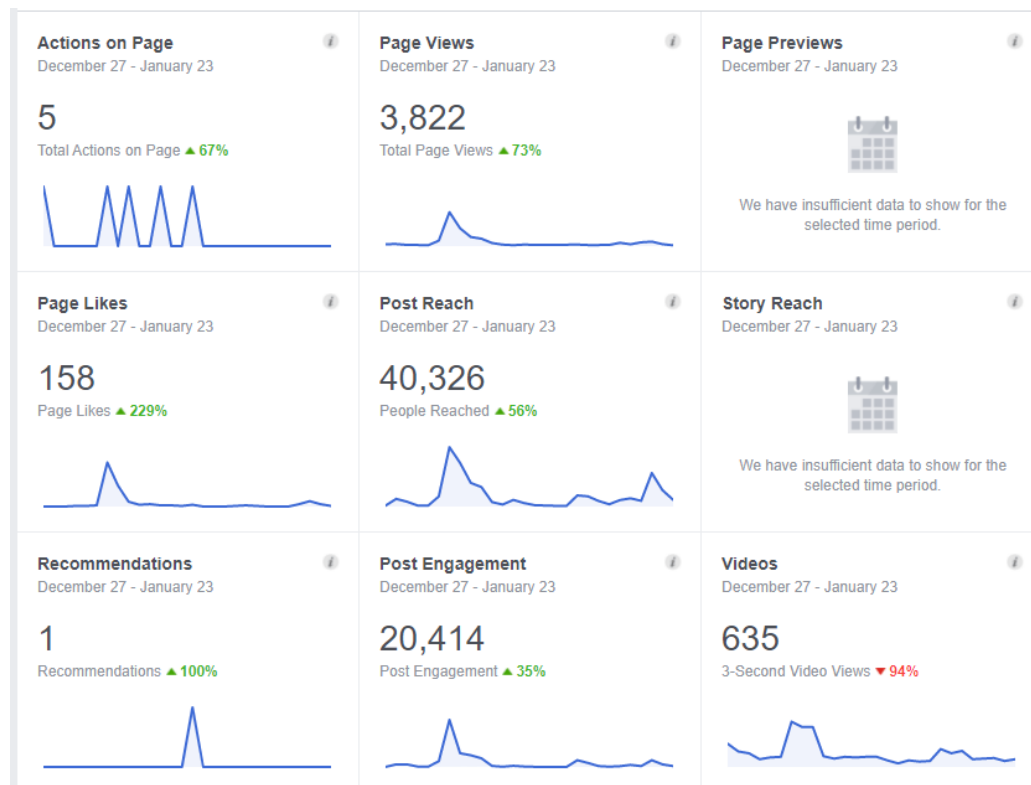 Actions on Page
December 27 - January 23
5
Total Actions on Page ▲ 67%
Page Views
December 27 - January 23
3,822
Total Page Views ▲ 73%
Page Previews
December 27 - January 23
We have insufficient data to show for the
selected time period.
Page Likes
December 27 - January 23
158
Page Likes ▲ 229%
Post Reach
December 27 - January 23
40,326
People Reached ▲ 56%
Story Reach
December 27 - January 23
We have insufficient data to show for the
selected time period.
Recommendations
December 27 - January 23
1
Recommendations ▲ 100%
Post Engagement
December 27 - January 23
20,414
Post Engagement ▲ 35%
Videos
December 27 - January 23
635
3-Second Video Views ▼ 94%